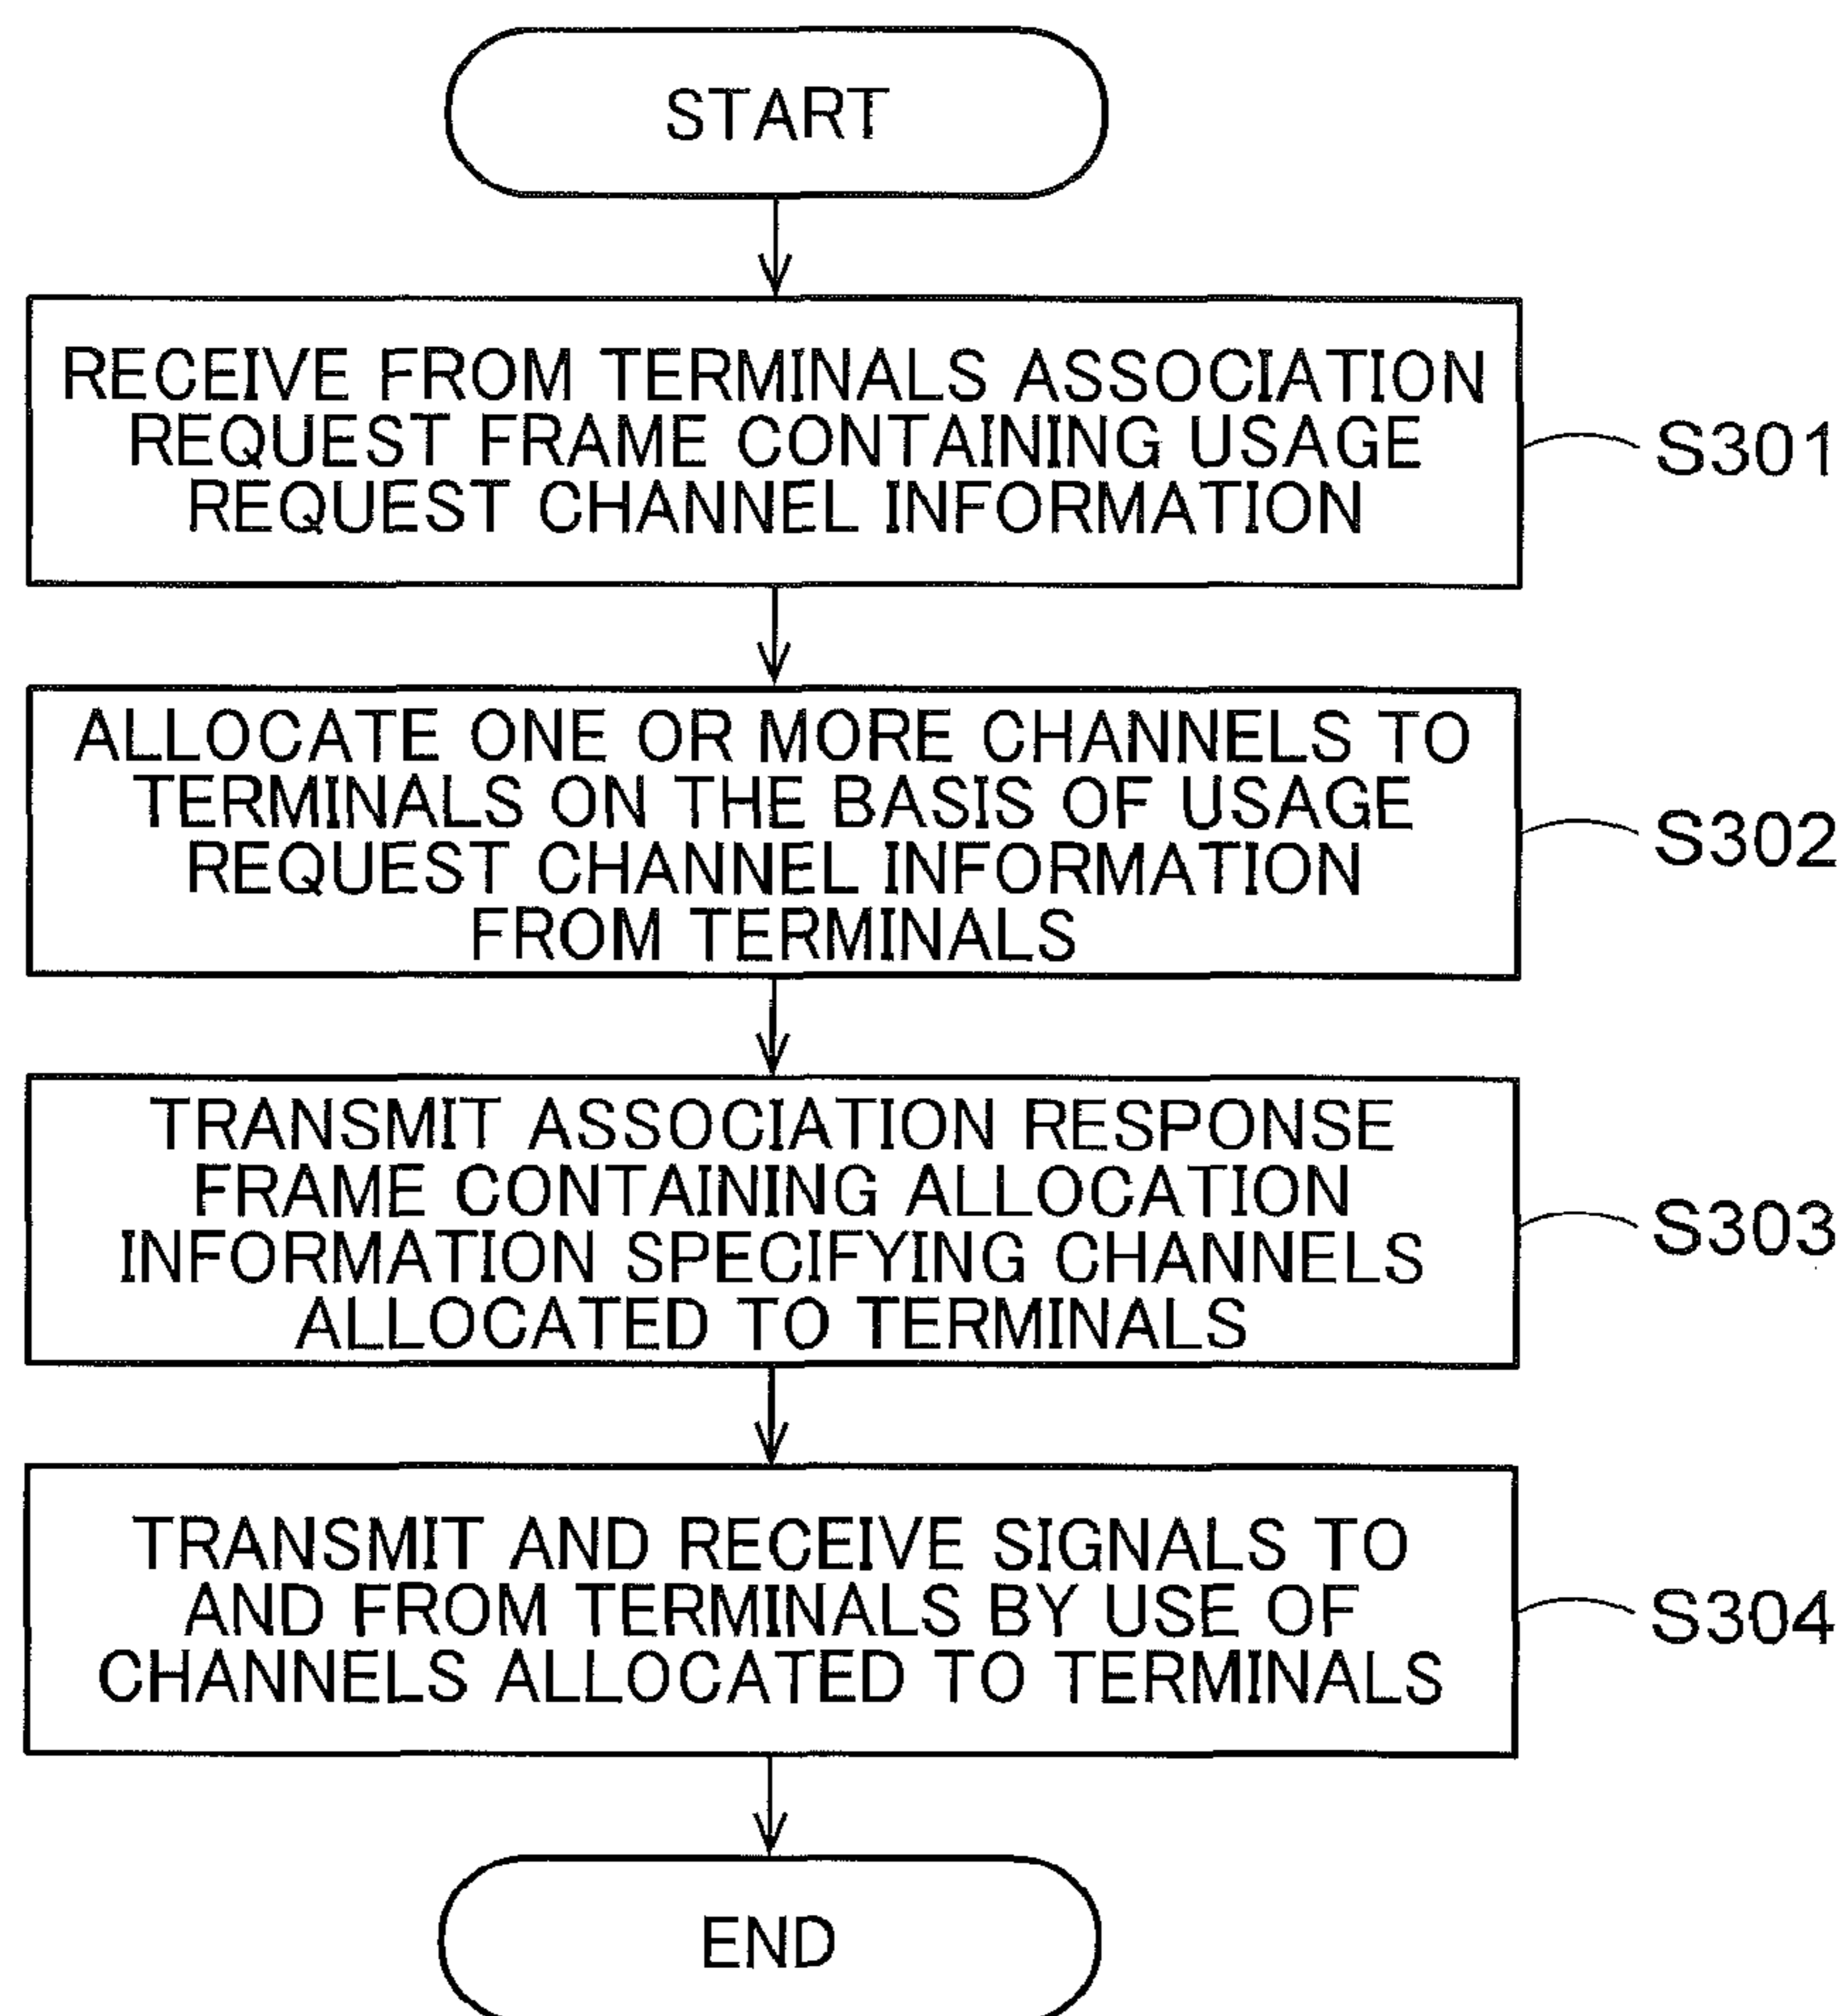 START
RECEIVE FROM TERMINALS ASSOCIATION
REQUEST FRAME CONTAINING USAGE
REQUEST CHANNEL INFORMATION
S301
ALLOCATE ONE OR MORE CHANNELS TO
TERMINALS ON THE BASIS OF USAGE
REQUEST CHANNEL INFORMATION
FROM TERMINALS
S302
TRANSMIT ASSOCIATION RESPONSE
FRAME CONTAINING ALLOCATION
INFORMATION SPECIFYING CHANNELS
ALLOCATED TO TERMINALS
S303
TRANSMIT AND RECEIVE SIGNALS TO
AND FROM TERMINALS BY USE OF
CHANNELS ALLOCATED TO TERMINALS
S304
END